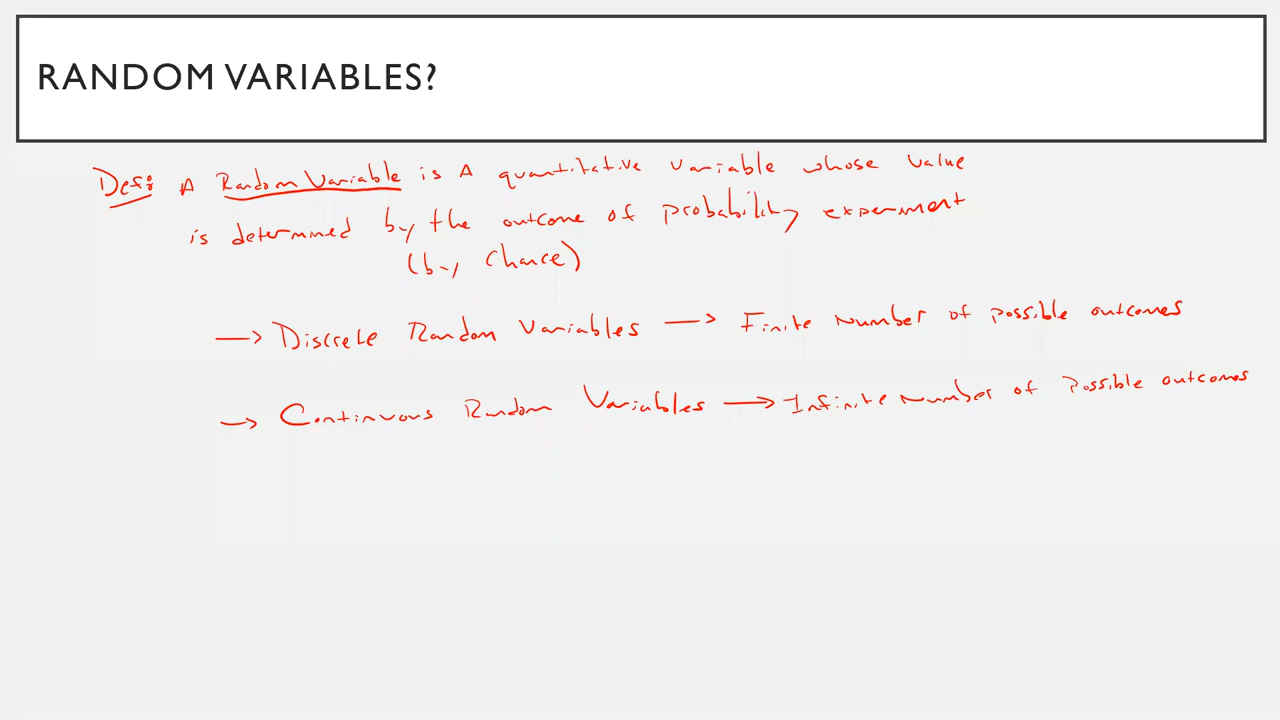 RANDOM VARIABLES?
Def: A Random Variable is A quantitative variable whose value
is determined by the outcome of probability experiment
(by chance)
→ Discrete Random Variables → Finite Number of possible outcomes
→ Continuous Random Variables → Infinite Number of Possible outcomes